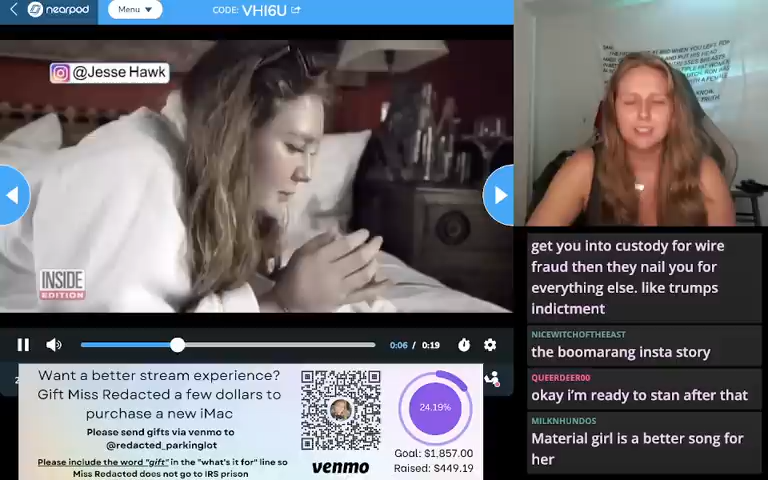 nearpod
Menu ▼
CODE: VHI6U
@Jesse Hawk
INSIDE
EDITION
0:06 / 0:19
Want a better stream experience?
Gift Miss Redacted a few dollars to
purchase a new iMac
Please send gifts via venmo to
@redacted_parkinglot
Please include the word "gift" in the "what's it for" line so
Miss Redacted does not go to IRS prison
venmo
24.19%
Goal: $1,857.00
Raised: $449.19
get you into custody for wire
fraud then they nail you for
everything else. like trumps
indictment
NICEWITCHOFTHEEAST
the boomarang insta story
QUEERDEER00
okay i'm ready to stan after that
MILKNHUNDOS
Material girl is a better song for
her